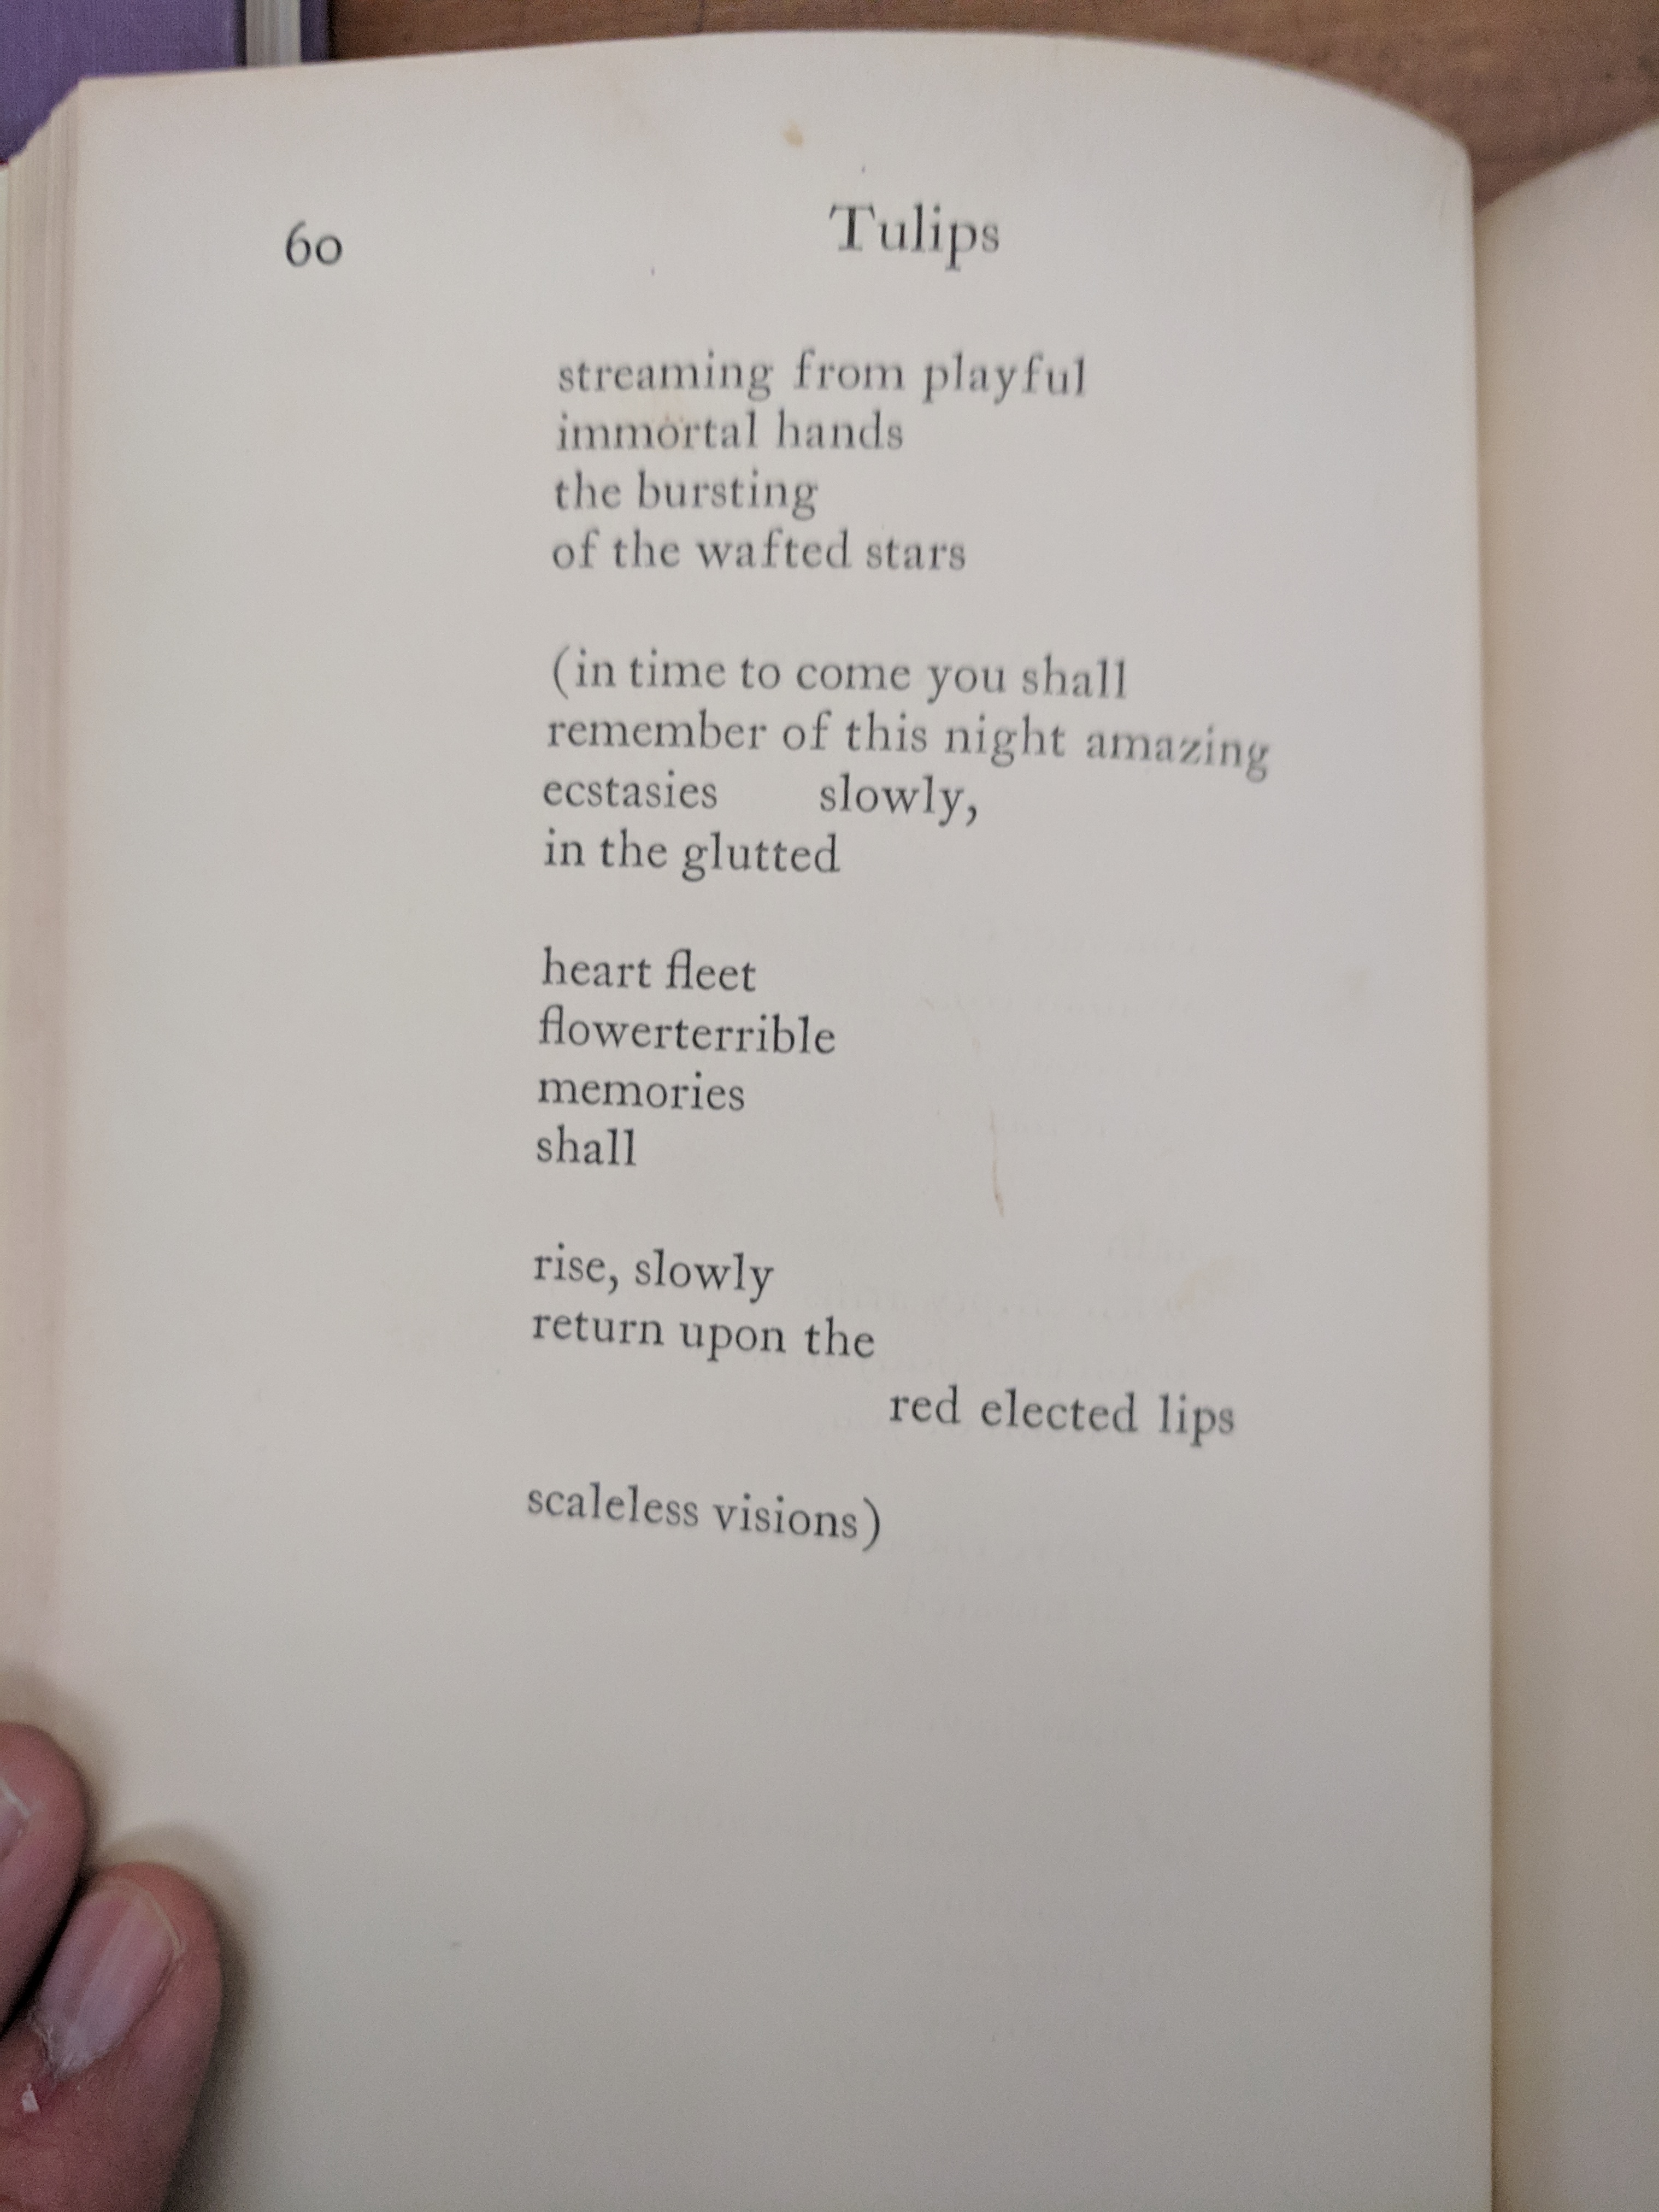 60 Tulips
streaming from playful
immortal hands
the bursting
of the wafted stars
(in time to come you shall
remember of this night amazing
ecstasies slowly,
in the glutted
heart fleet
flowerterrible
memories
shall
rise, slowly
return upon the
red elected lips
scaleless visions)